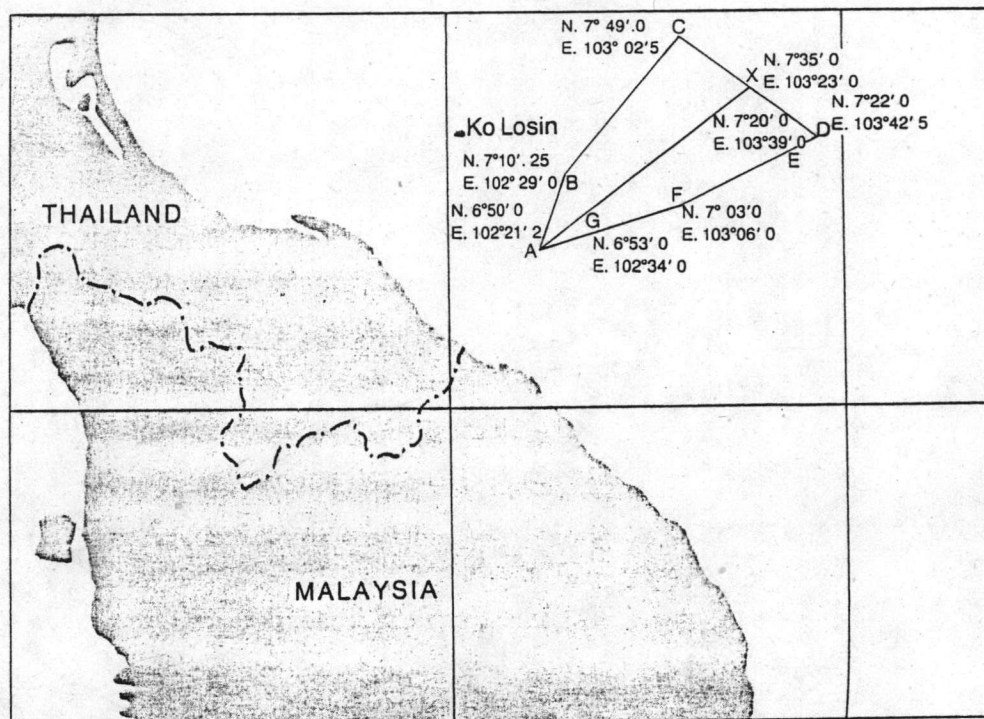 N. 7° 49'.0
E. 103° 02'5
C
X
N. 7°35' 0
E. 103°23' 0
N. 7°22' 0
E. 103°42' 5
D
N. 7°20' 0
E. 103°39' 0
E
Ko Losin
N. 7°10'. 25
E. 102° 29' 0
B
THAILAND
N. 6°50' 0
E. 102°21' 2
A
F
G
N. 7° 03'0
E. 103°06' 0
N. 6°53' 0
E. 102°34' 0
MALAYSIA